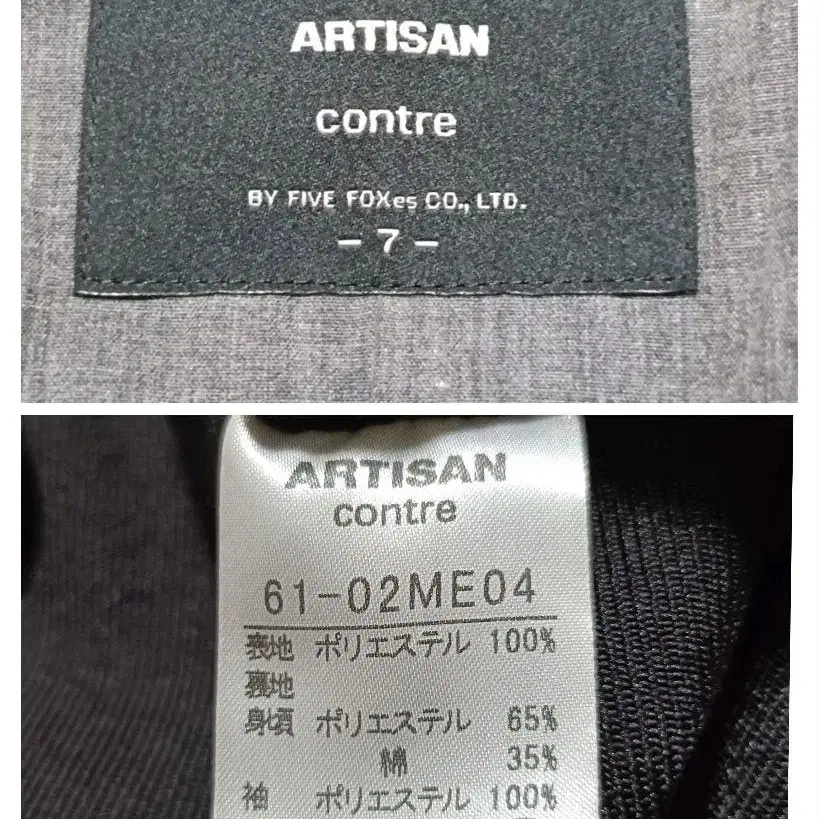 ARTISAN
contre
BY FIVE FOXes CO., LTD.
- 7 -
ARTISAN
contre
61-02ME04
表地 ポリエステル 100%
裏地
身頃 ポリエステル 65%
綿 35%
袖 ポリエステル 100%